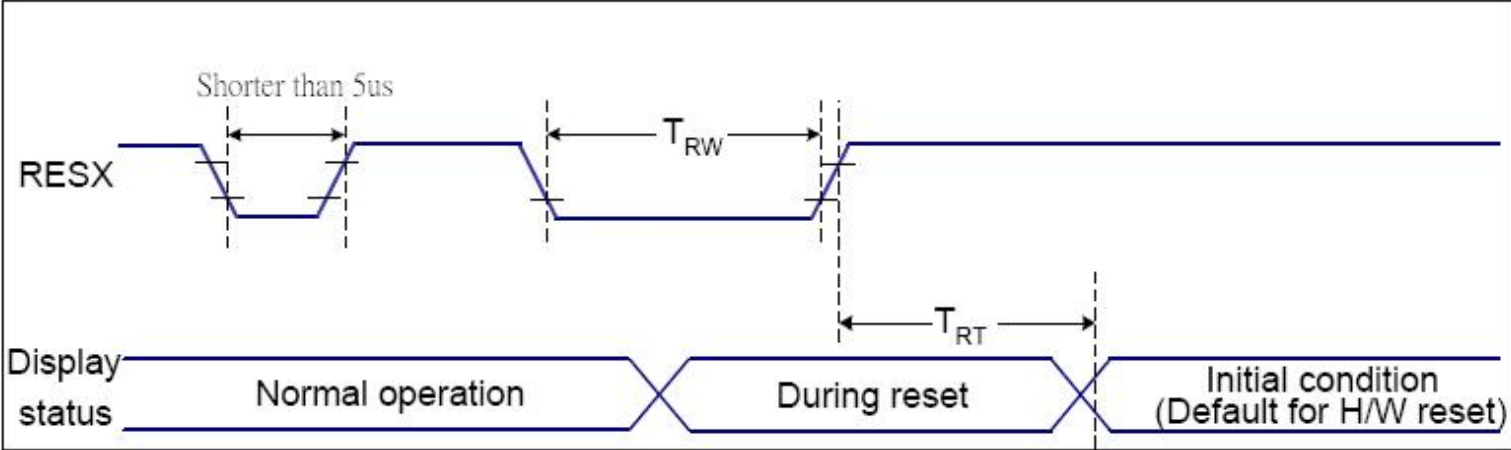 Shorter than 5us
RESX
TRW
TRT
Display
status
Normal operation
During reset
Initial condition
(Default for H/W reset)